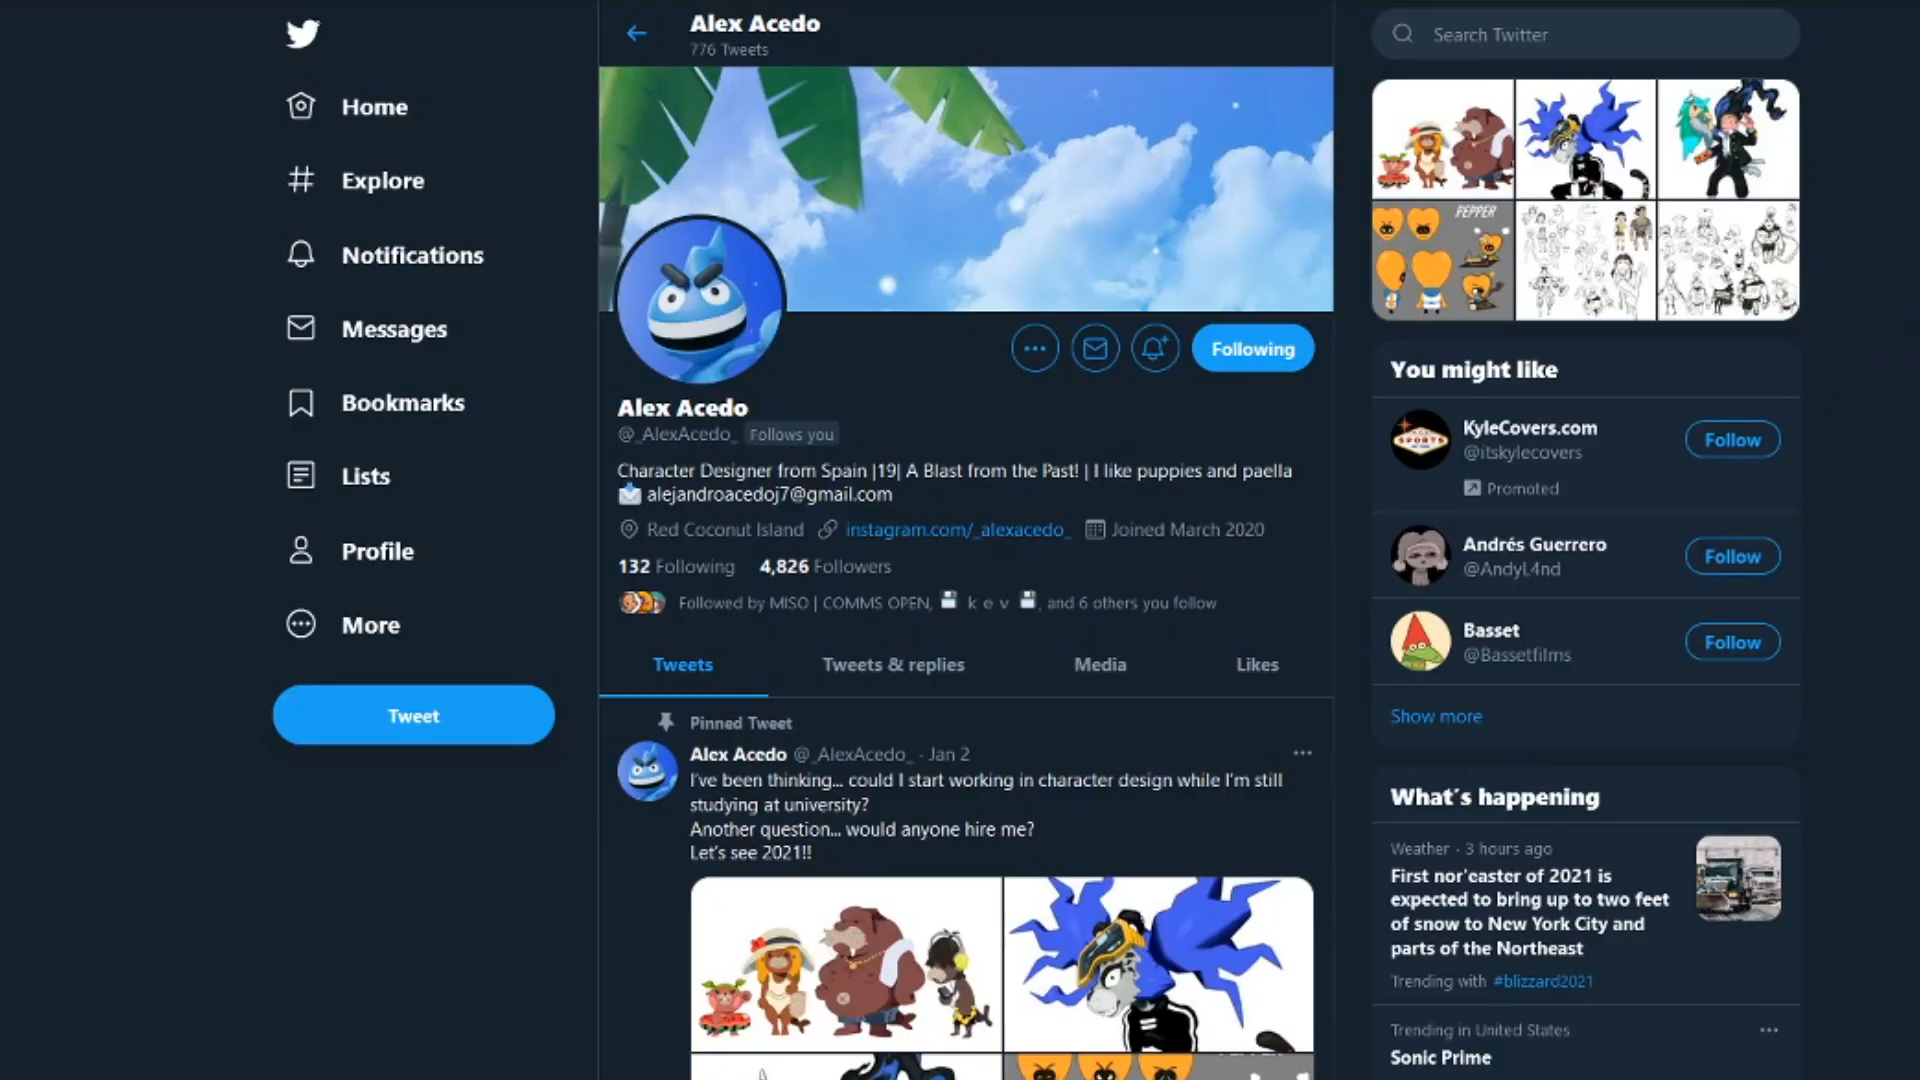 Home
Explore
Notifications
Messages
Bookmarks
Lists
Profile
More
Tweet
Alex Acedo
776 Tweets
Following
Alex Acedo
@_AlexAcedo_ Follows you
Character Designer from Spain |19| A Blast from the Past! | I like puppies and paella
alejandroacedoj7@gmail.com
Red Coconut Island instagram.com/_alexacedo_ Joined March 2020
132 Following 4,826 Followers
Followed by MISO | COMMS OPEN, k e v , and 6 others you follow
Tweets Tweets & replies Media Likes
Pinned Tweet
Alex Acedo @_AlexAcedo_ · Jan 2
I've been thinking... could I start working in character design while I'm still
studying at university?
Another question... would anyone hire me?
Let's see 2021!!
Search Twitter
PEPPER
You might like
KyleCovers.com
@itskylecovers
Follow
Promoted
SPORTS
Andrés Guerrero
@AndyL4nd
Follow
Basset
@Bassetfilms
Follow
Show more
What's happening
Weather · 3 hours ago
First nor'easter of 2021 is
expected to bring up to two feet
of snow to New York City and
parts of the Northeast
Trending with #blizzard2021
Trending in United States
Sonic Prime